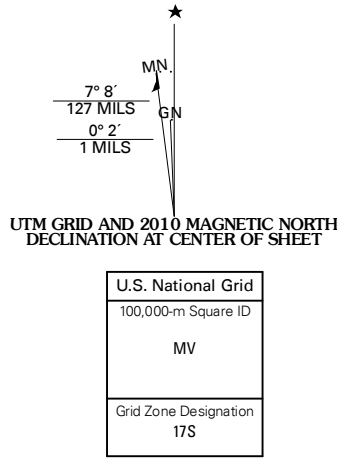 ★
MN
7° 8´
127 MILS
GN
0° 2´
1 MILS
UTM GRID AND 2010 MAGNETIC NORTH
DECLINATION AT CENTER OF SHEET
U.S. National Grid
100,000-m Square ID
MV
Grid Zone Designation
17S